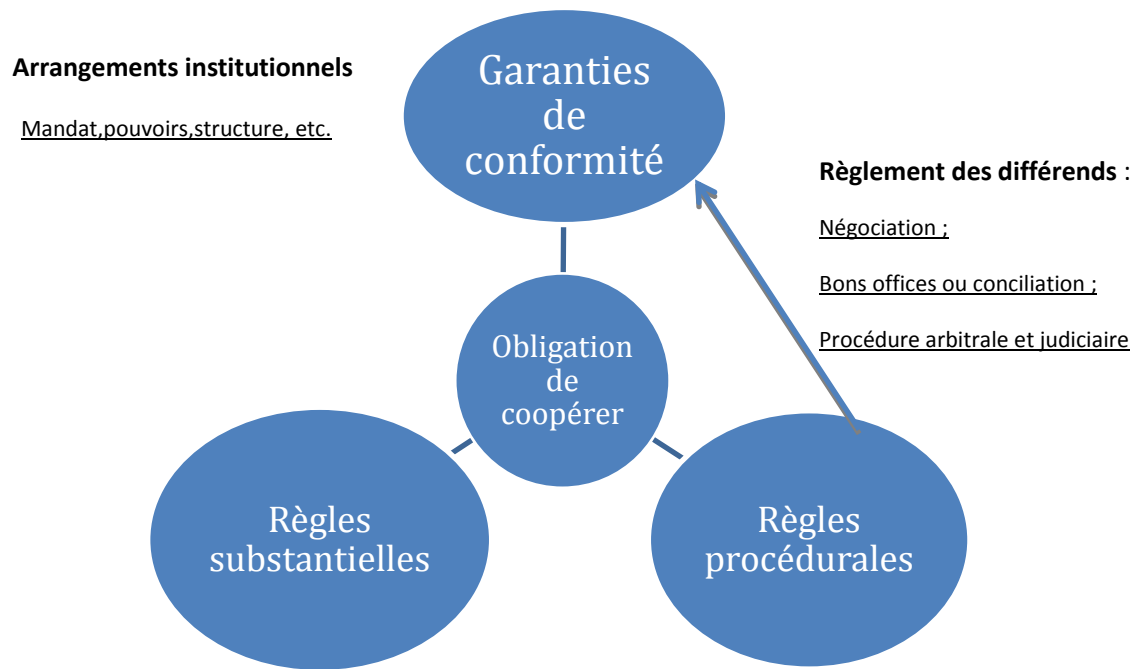 Arrangements institutionnels
Mandat,pouvoirs,structure, etc.
Garanties
de
conformité
Règlement des différends :
Négociation ;
Bons offices ou conciliation ;
Procédure arbitrale et judiciaire
Obligation
de
coopérer
Règles
substantielles
Règles
procédurales